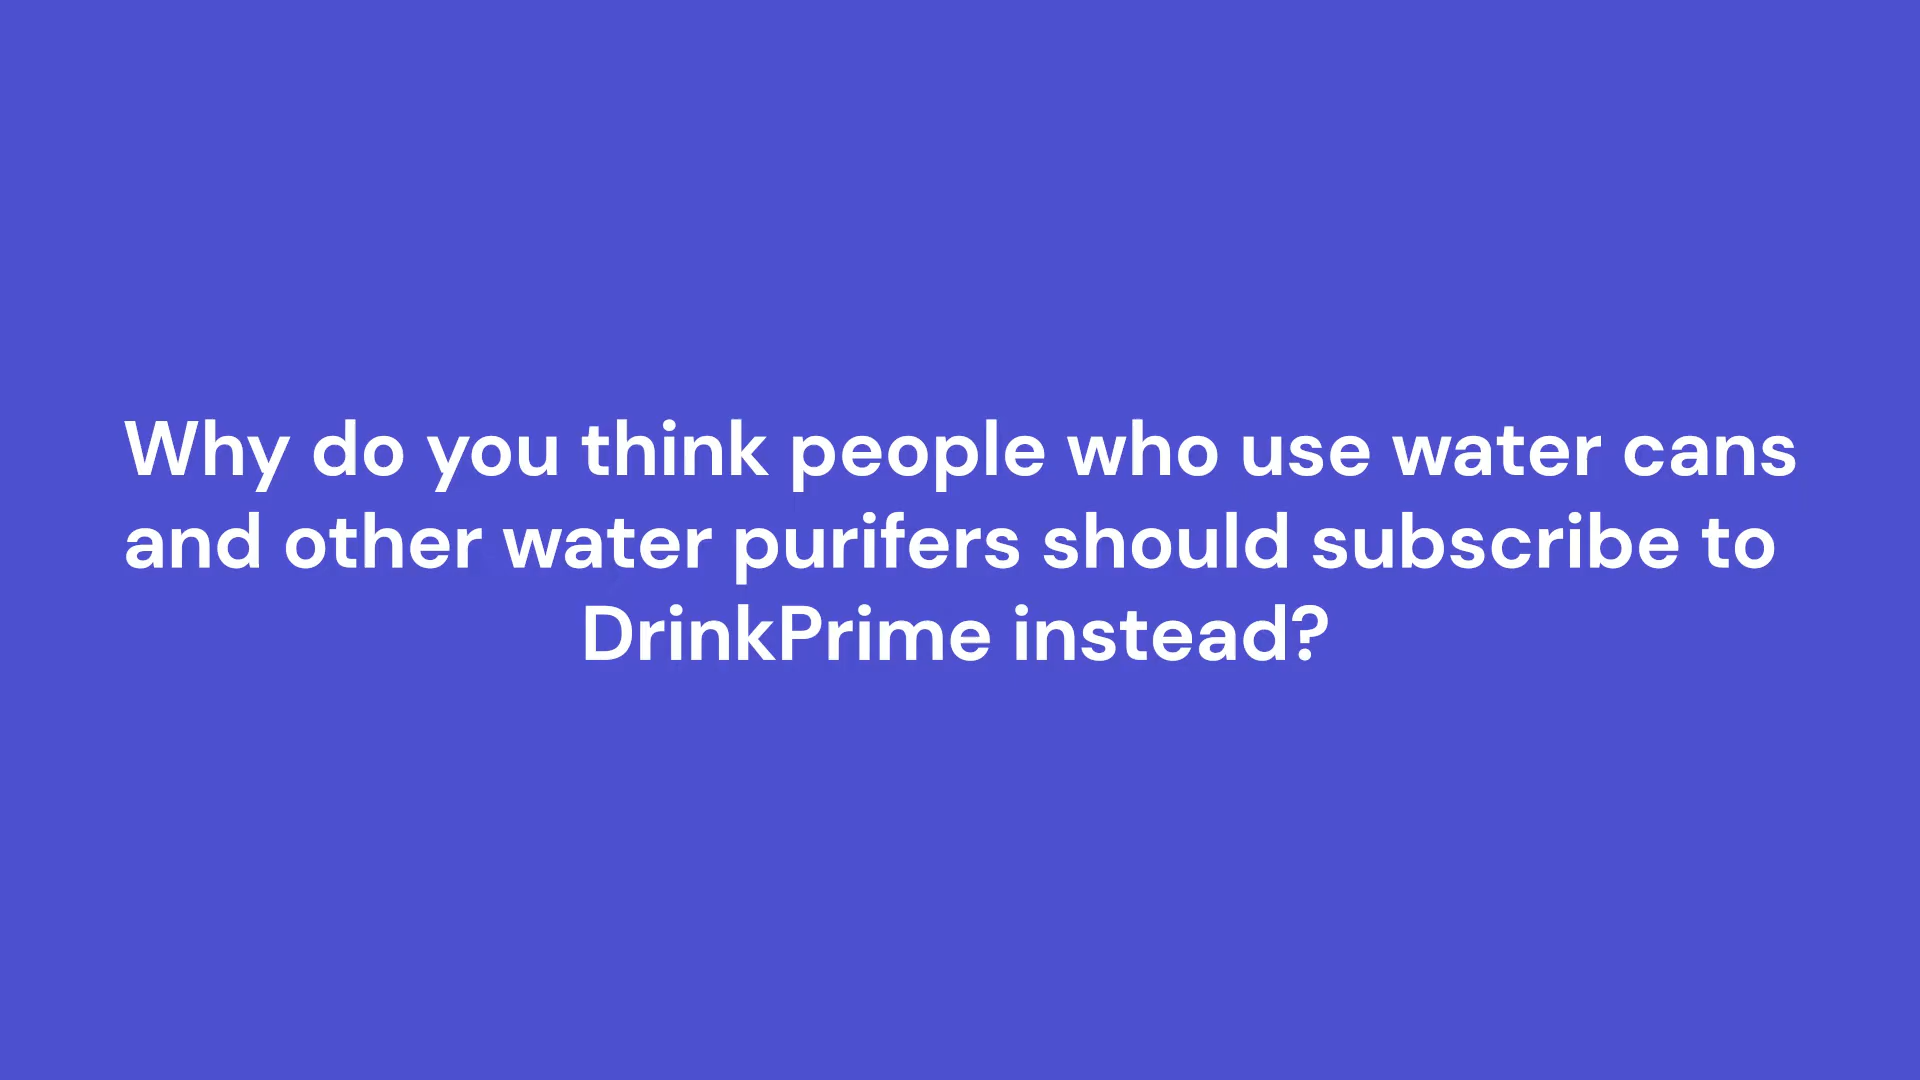 Why do you think people who use water cans
and other water purifers should subscribe to
DrinkPrime instead?